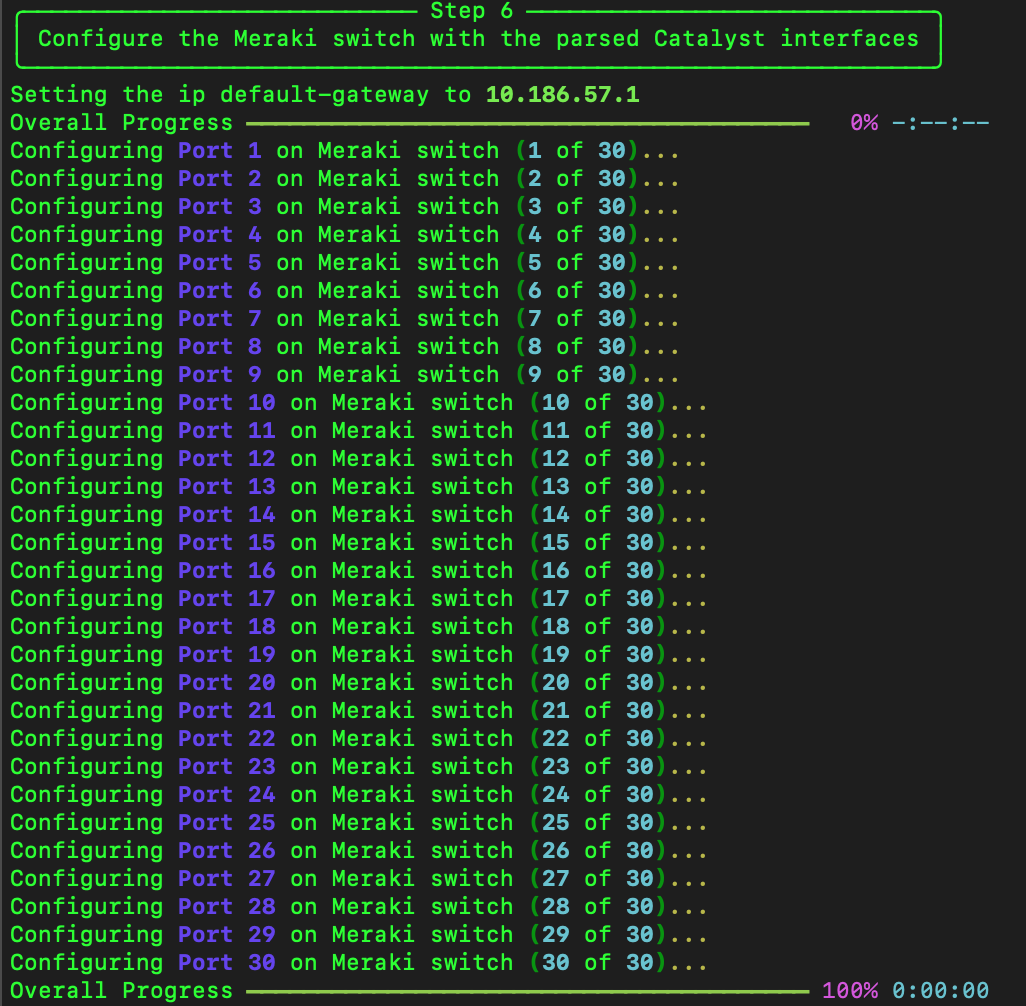 Step 6
Configure the Meraki switch with the parsed Catalyst interfaces
Setting the ip default-gateway to 10.186.57.1
Overall Progress 0% -:--:--
Configuring Port 1 on Meraki switch (1 of 30)...
Configuring Port 2 on Meraki switch (2 of 30)...
Configuring Port 3 on Meraki switch (3 of 30)...
Configuring Port 4 on Meraki switch (4 of 30)...
Configuring Port 5 on Meraki switch (5 of 30)...
Configuring Port 6 on Meraki switch (6 of 30)...
Configuring Port 7 on Meraki switch (7 of 30)...
Configuring Port 8 on Meraki switch (8 of 30)...
Configuring Port 9 on Meraki switch (9 of 30)...
Configuring Port 10 on Meraki switch (10 of 30)...
Configuring Port 11 on Meraki switch (11 of 30)...
Configuring Port 12 on Meraki switch (12 of 30)...
Configuring Port 13 on Meraki switch (13 of 30)...
Configuring Port 14 on Meraki switch (14 of 30)...
Configuring Port 15 on Meraki switch (15 of 30)...
Configuring Port 16 on Meraki switch (16 of 30)...
Configuring Port 17 on Meraki switch (17 of 30)...
Configuring Port 18 on Meraki switch (18 of 30)...
Configuring Port 19 on Meraki switch (19 of 30)...
Configuring Port 20 on Meraki switch (20 of 30)...
Configuring Port 21 on Meraki switch (21 of 30)...
Configuring Port 22 on Meraki switch (22 of 30)...
Configuring Port 23 on Meraki switch (23 of 30)...
Configuring Port 24 on Meraki switch (24 of 30)...
Configuring Port 25 on Meraki switch (25 of 30)...
Configuring Port 26 on Meraki switch (26 of 30)...
Configuring Port 27 on Meraki switch (27 of 30)...
Configuring Port 28 on Meraki switch (28 of 30)...
Configuring Port 29 on Meraki switch (29 of 30)...
Configuring Port 30 on Meraki switch (30 of 30)...
Overall Progress 100% 0:00:00